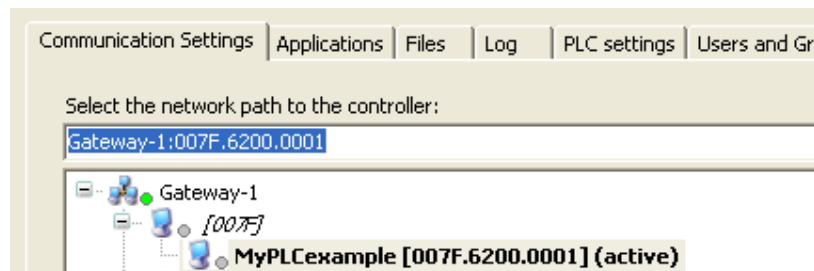 Communication Settings Applications Files Log PLC settings Users and Gr
Select the network path to the controller:
Gateway-1:007F.6200.0001
Gateway-1
[007F]
MyPLCexample [007F.6200.0001] (active)